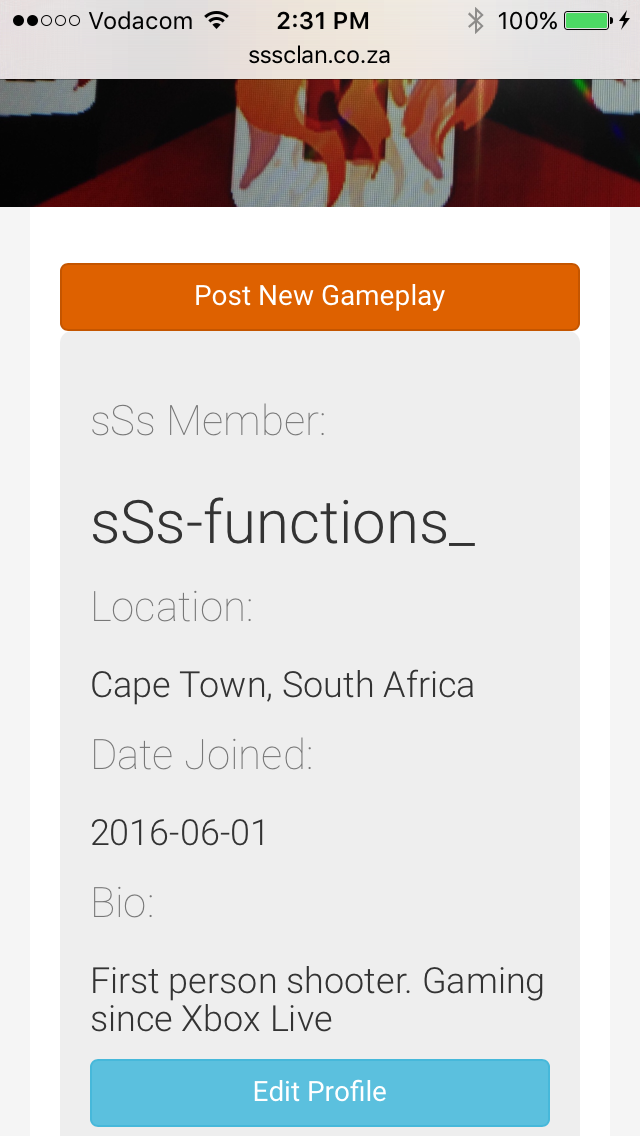 Vodacom 2:31 PM 100%
sssclan.co.za
Post New Gameplay
sSs Member:
sSs-functions_
Location:
Cape Town, South Africa
Date Joined:
2016-06-01
Bio:
First person shooter. Gaming
since Xbox Live
Edit Profile